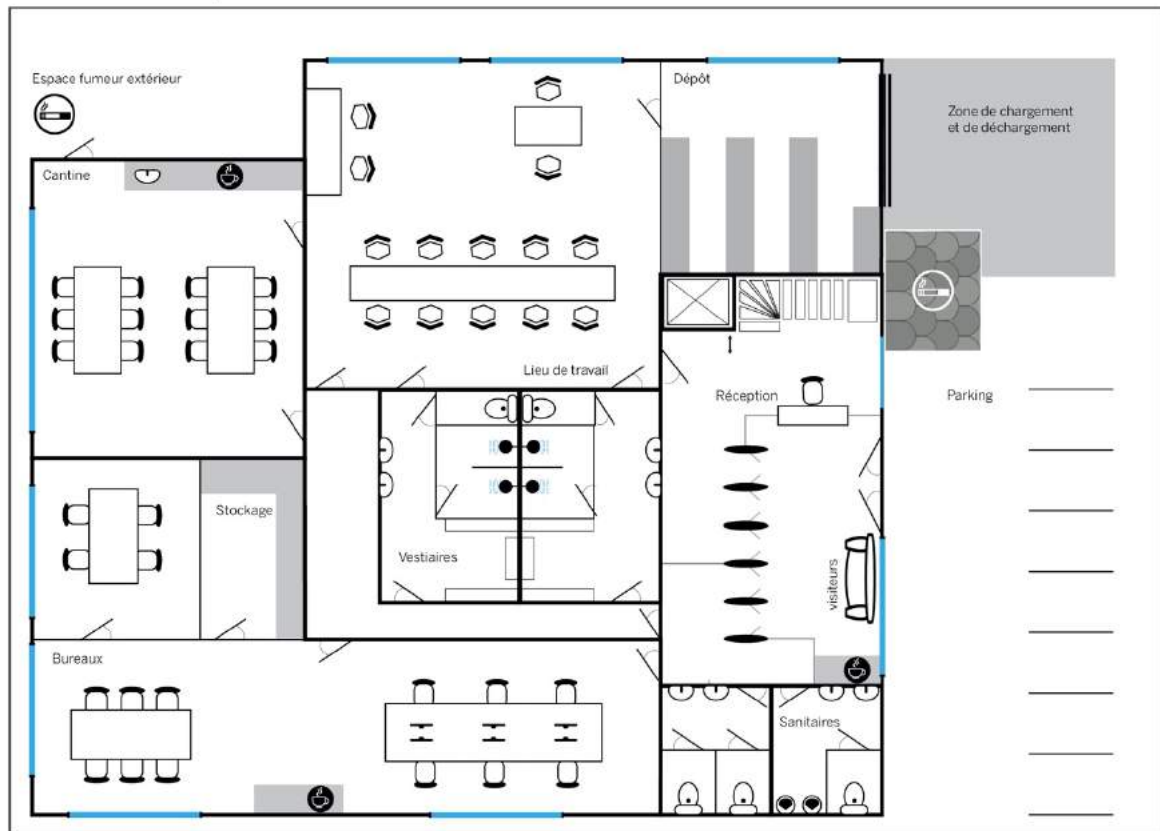 Espace fumeur extérieur
Dépôt
Zone de chargement
et de déchargement
Cantine
Lieu de travail
Réception
Parking
Stockage
Vestiaires
visiteurs
Bureaux
Sanitaires